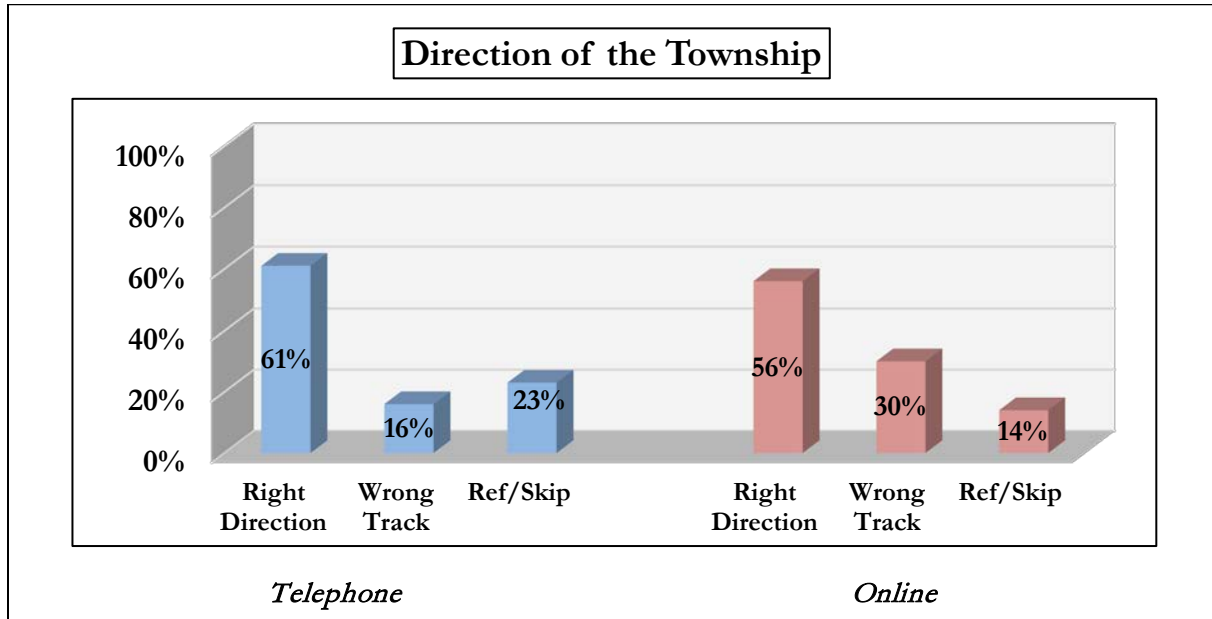 Direction of the Township
100%
80%
60%
40%
20%
0%
61%
16%
23%
56%
30%
14%
Right
Direction
Wrong
Track
Ref/Skip
Right
Direction
Wrong
Track
Ref/Skip
Telephone
Online